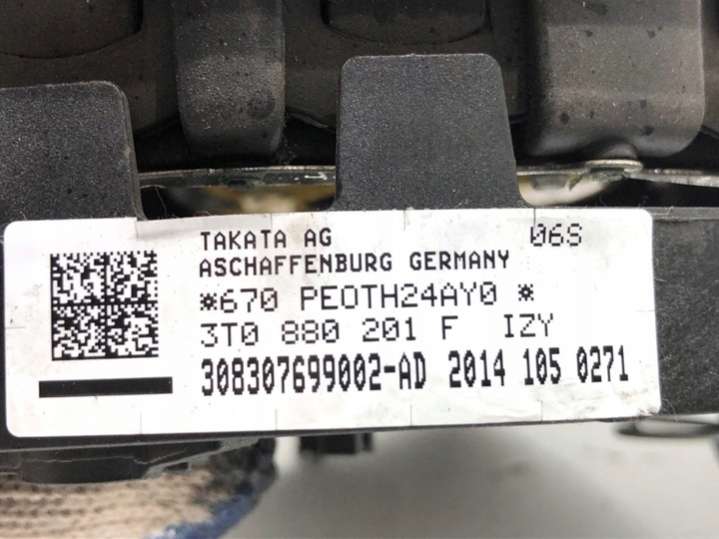 TAKATA AG 06S
ASCHAFFENBURG GERMANY
*670 PEOTH24AY0 *
3T0 880 201 F IZY
308307699002-AD 2014 105 0271